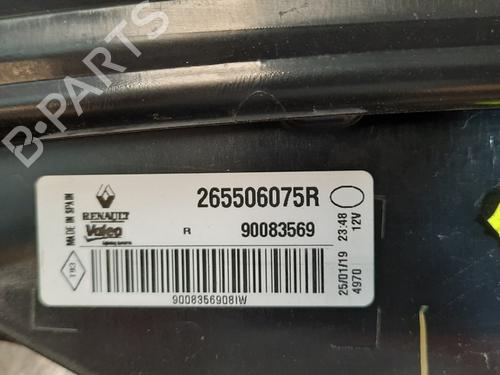 B-PARTS
MADE IN SPAIN
RENAULT
Valeo
265506075R
R 90083569
25/01/19 23:48
4970 12V
9008356908IW